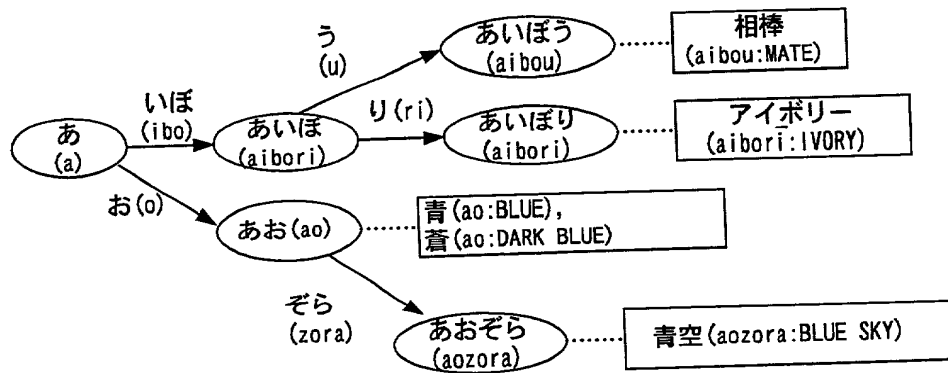 う
(u)
あいぼう
(aibou)
相棒
(aibou:MATE)
いぼ
(ibo)
り(ri)
あ
(a)
あいぼ
(aibori)
あいぼり
(aibori)
アイボリー
(aibori:IVORY)
お(o)
あお(ao)
青(ao:BLUE),
蒼(ao:DARK BLUE)
ぞら
(zora)
あおぞら
(aozora)
青空(aozora:BLUE SKY)